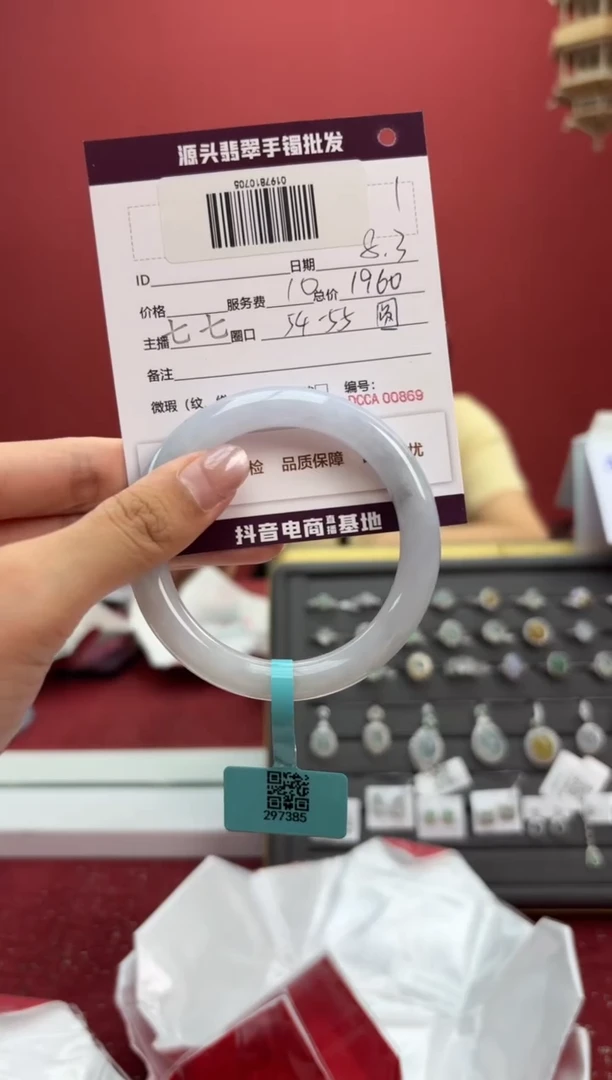 源头翡翠手镯批发
0197810705
1
ID 日期 8.3
价格 服务费 10 总价 1960
主播 七七 圈口 54-55 圆
备注
微瑕（纹 编号：
DCCA 00869
检 品质保障 忧
抖音电商直播基地
297385